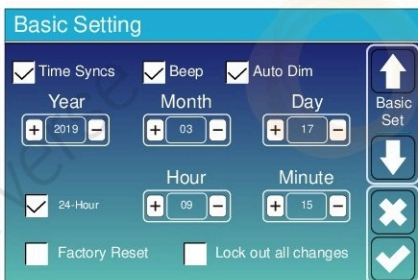 Basic Setting
Time Syncs Beep Auto Dim
Year Month Day
+ 2019 - + 03 - + 17 -
Basic
Set
Hour Minute
24-Hour + 09 - + 15 -
Factory Reset Lock out all changes